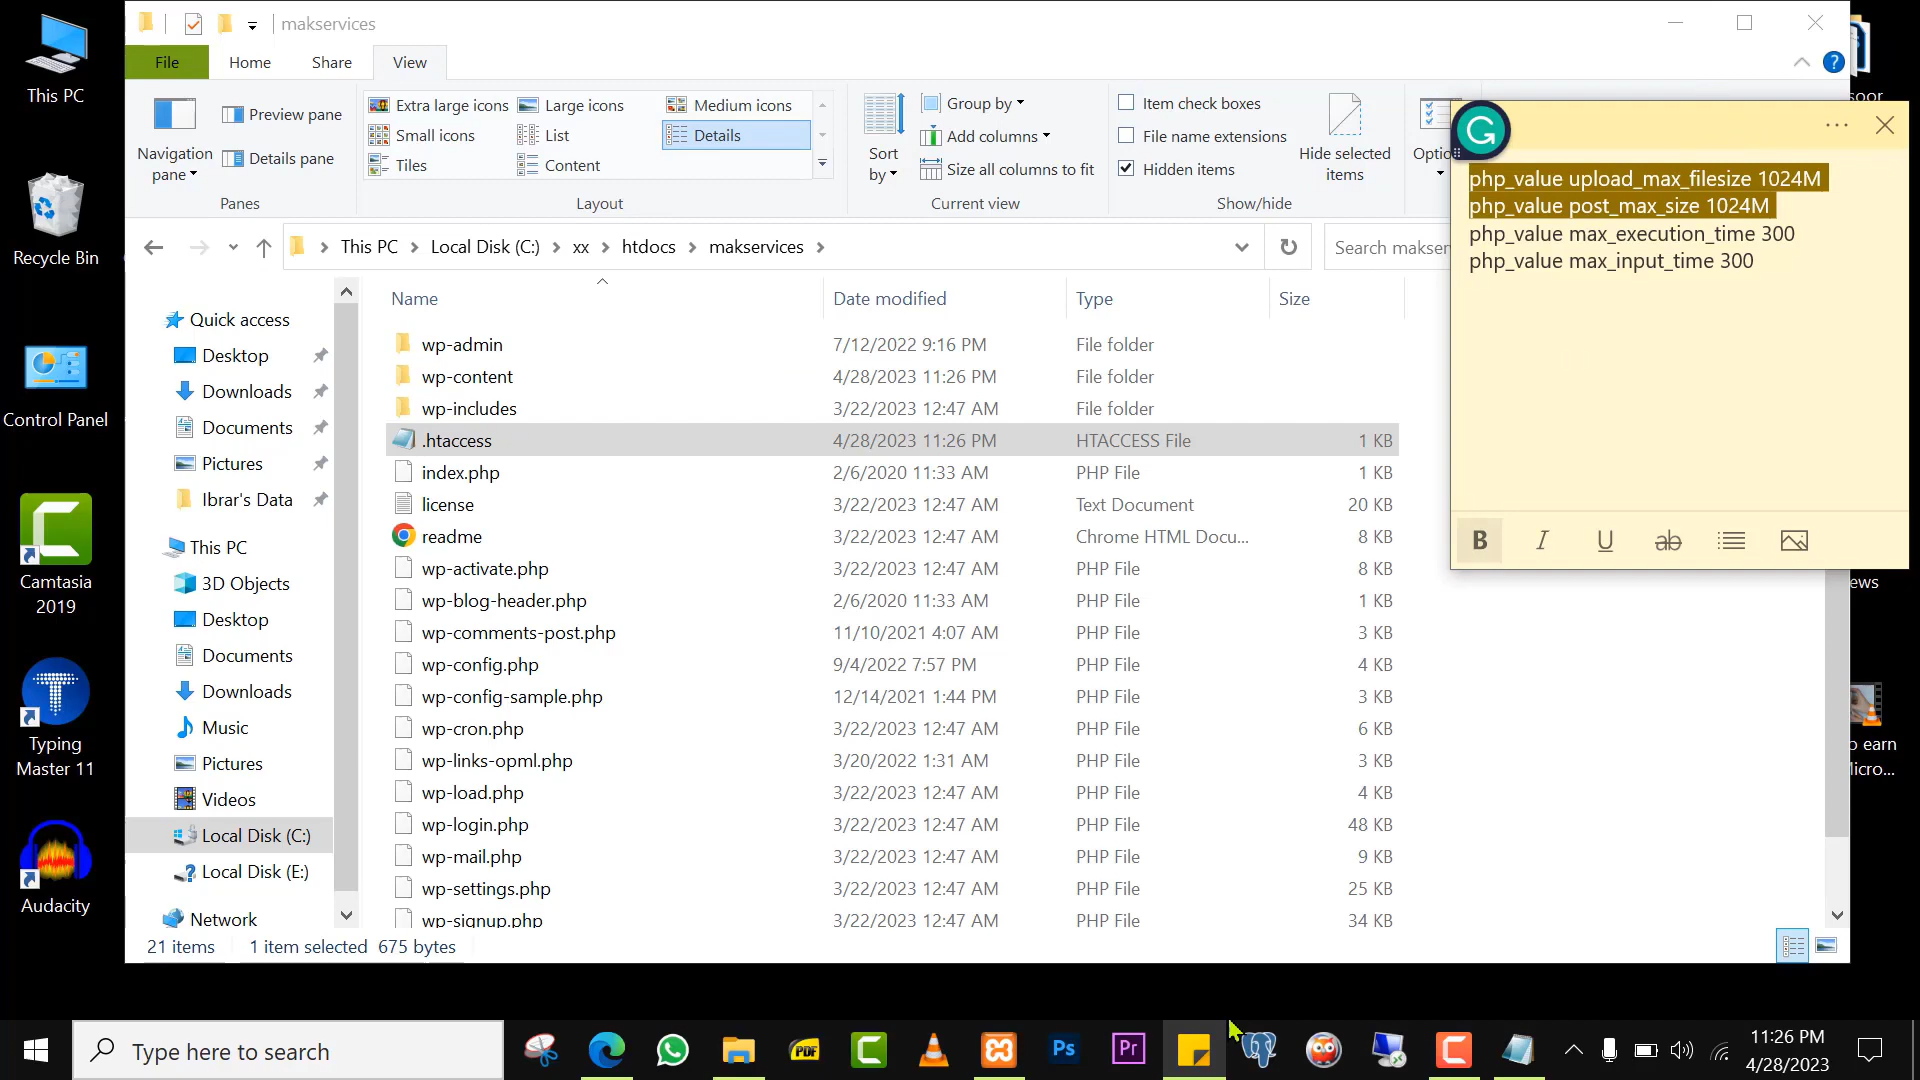 This PC
Recycle Bin
Control Panel
Camtasia
2019
Typing
Master 11
Audacity
makservices
File
Home
Share
View
Navigation
pane
Preview pane
Details pane
Panes
Extra large icons
Large icons
Medium icons
Small icons
List
Details
Tiles
Content
Layout
Sort
by
Group by
Add columns
Size all columns to fit
Current view
Item check boxes
File name extensions
Hidden items
Hide selected
items
Show/hide
This PC
Local Disk (C:)
xx
htdocs
makservices
Name
Date modified
Type
Size
Quick access
Desktop
Downloads
Documents
Pictures
Ibrar's Data
This PC
3D Objects
Desktop
Documents
Downloads
Music
Pictures
Videos
Local Disk (C:)
Local Disk (E:)
Network
wp-admin 7/12/2022 9:16 PM File folder
wp-content 4/28/2023 11:26 PM File folder
wp-includes 3/22/2023 12:47 AM File folder
.htaccess 4/28/2023 11:26 PM HTACCESS File 1 KB
index.php 2/6/2020 11:33 AM PHP File 1 KB
license 3/22/2023 12:47 AM Text Document 20 KB
readme 3/22/2023 12:47 AM Chrome HTML Docu... 8 KB
wp-activate.php 3/22/2023 12:47 AM PHP File 8 KB
wp-blog-header.php 2/6/2020 11:33 AM PHP File 1 KB
wp-comments-post.php 11/10/2021 4:07 AM PHP File 3 KB
wp-config.php 9/4/2022 7:57 PM PHP File 4 KB
wp-config-sample.php 12/14/2021 1:44 PM PHP File 3 KB
wp-cron.php 3/22/2023 12:47 AM PHP File 6 KB
wp-links-opml.php 3/20/2022 1:31 AM PHP File 3 KB
wp-load.php 3/22/2023 12:47 AM PHP File 4 KB
wp-login.php 3/22/2023 12:47 AM PHP File 48 KB
wp-mail.php 3/22/2023 12:47 AM PHP File 9 KB
wp-settings.php 3/22/2023 12:47 AM PHP File 25 KB
wp-signup.php 3/22/2023 12:47 AM PHP File 34 KB
21 items 1 item selected 675 bytes
php_value upload_max_filesize 1024M
php_value post_max_size 1024M
php_value max_execution_time 300
php_value max_input_time 300
B I U ab
earn
Type here to search
PDF
Ps
Pr
11:26 PM
4/28/2023